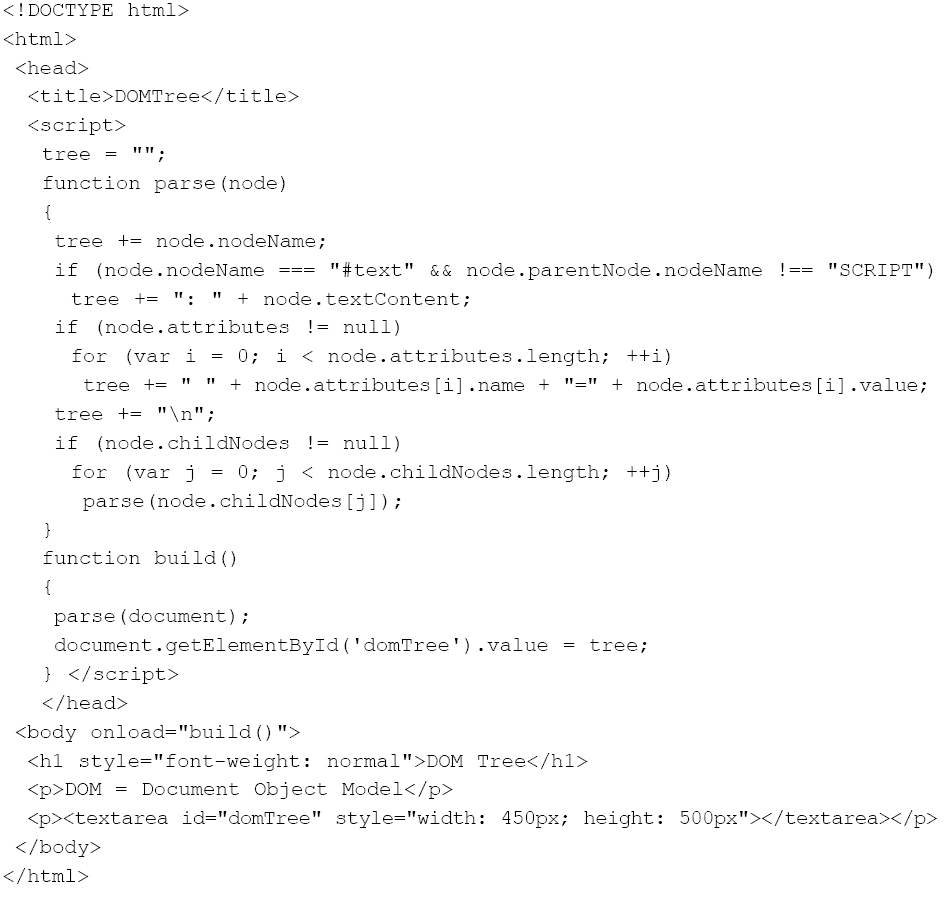 <!DOCTYPE html>
<html>
<head>
<title>DOMTree</title>
<script>
tree = "";
function parse(node)
{
tree += node.nodeName;
if (node.nodeName === "#text" && node.parentNode.nodeName !== "SCRIPT")
tree += ": " + node.textContent;
if (node.attributes != null)
for (var i = 0; i < node.attributes.length; ++i)
tree += " " + node.attributes[i].name + "=" + node.attributes[i].value;
tree += "\n";
if (node.childNodes != null)
for (var j = 0; j < node.childNodes.length; ++j)
parse(node.childNodes[j]);
}
function build()
{
parse(document);
document.getElementById('domTree').value = tree;
} </script>
</head>
<body onload="build()">
<h1 style="font-weight: normal">DOM Tree</h1>
<p>DOM = Document Object Model</p>
<p><textarea id="domTree" style="width: 450px; height: 500px"></textarea></p>
</body>
</html>